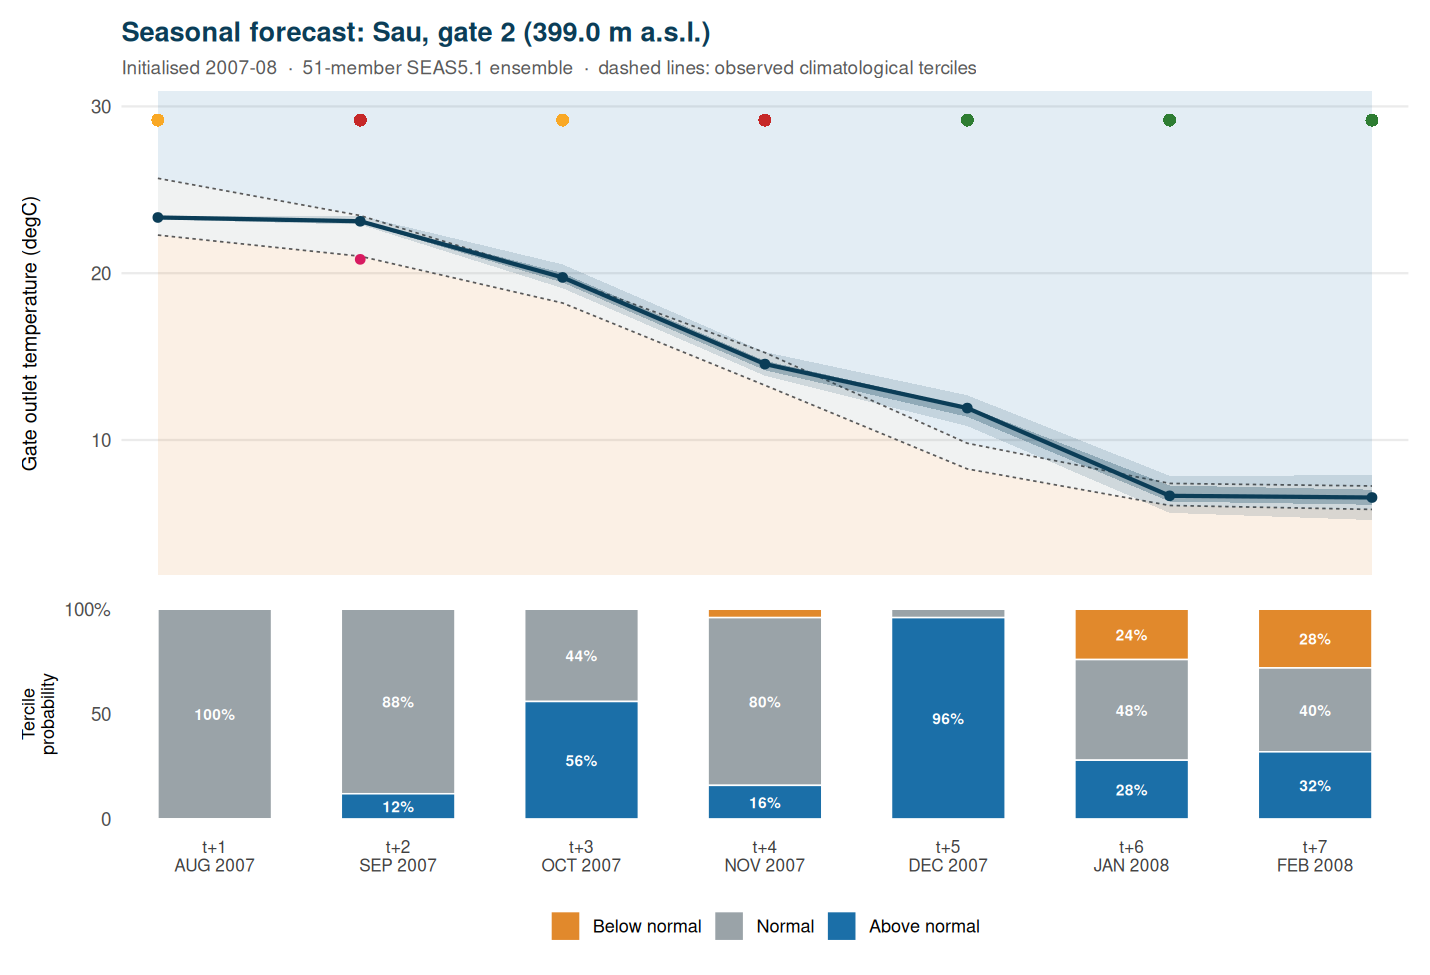 Seasonal forecast: Sau, gate 2 (399.0 m a.s.l.)
Initialised 2007-08 · 51-member SEAS5.1 ensemble · dashed lines: observed climatological terciles
Gate outlet temperature (degC)
30
20
10
Tercile
probability
100%
50
0
100%
88%
12%
44%
56%
80%
16%
96%
24%
48%
28%
28%
40%
32%
t+1
AUG 2007
t+2
SEP 2007
t+3
OCT 2007
t+4
NOV 2007
t+5
DEC 2007
t+6
JAN 2008
t+7
FEB 2008
Below normal
Normal
Above normal